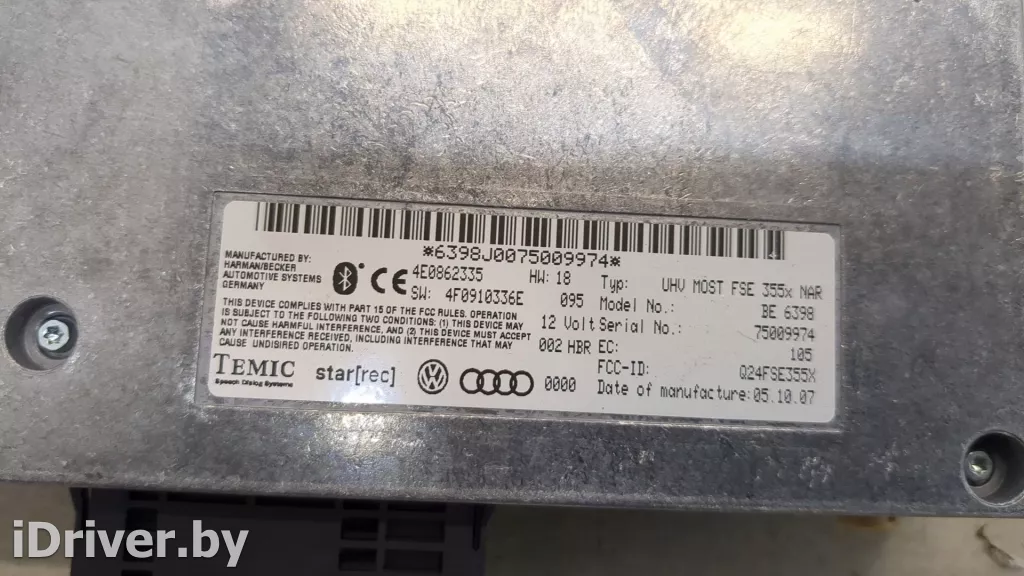 *6398J0075009974*
MANUFACTURED BY:
HARMAN/BECKER
AUTOMOTIVE SYSTEMS
GERMANY
CE
4E0862335 HW: 18
SW: 4F0910336E 095
THIS DEVICE COMPLIES WITH PART 15 OF THE FCC RULES. OPERATION
IS SUBJECT TO THE FOLLOWING TWO CONDITIONS: (1) THIS DEVICE MAY
NOT CAUSE HARMFUL INTERFERENCE, AND (2) THIS DEVICE MUST ACCEPT
ANY INTERFERENCE RECEIVED, INCLUDING INTERFERENCE THAT MAY
CAUSE UNDISIRED OPERATION.
12 Volt
002 HBR
Typ: UHV MOST FSE 355x NAR
Model No.: BE 6398
Serial No.: 75009974
EC: 105
FCC-ID: Q24FSE355X
Date of manufacture: 05.10.07
TEMIC
Speech Dialog Systems
star[rec]
0000
iDriver.by